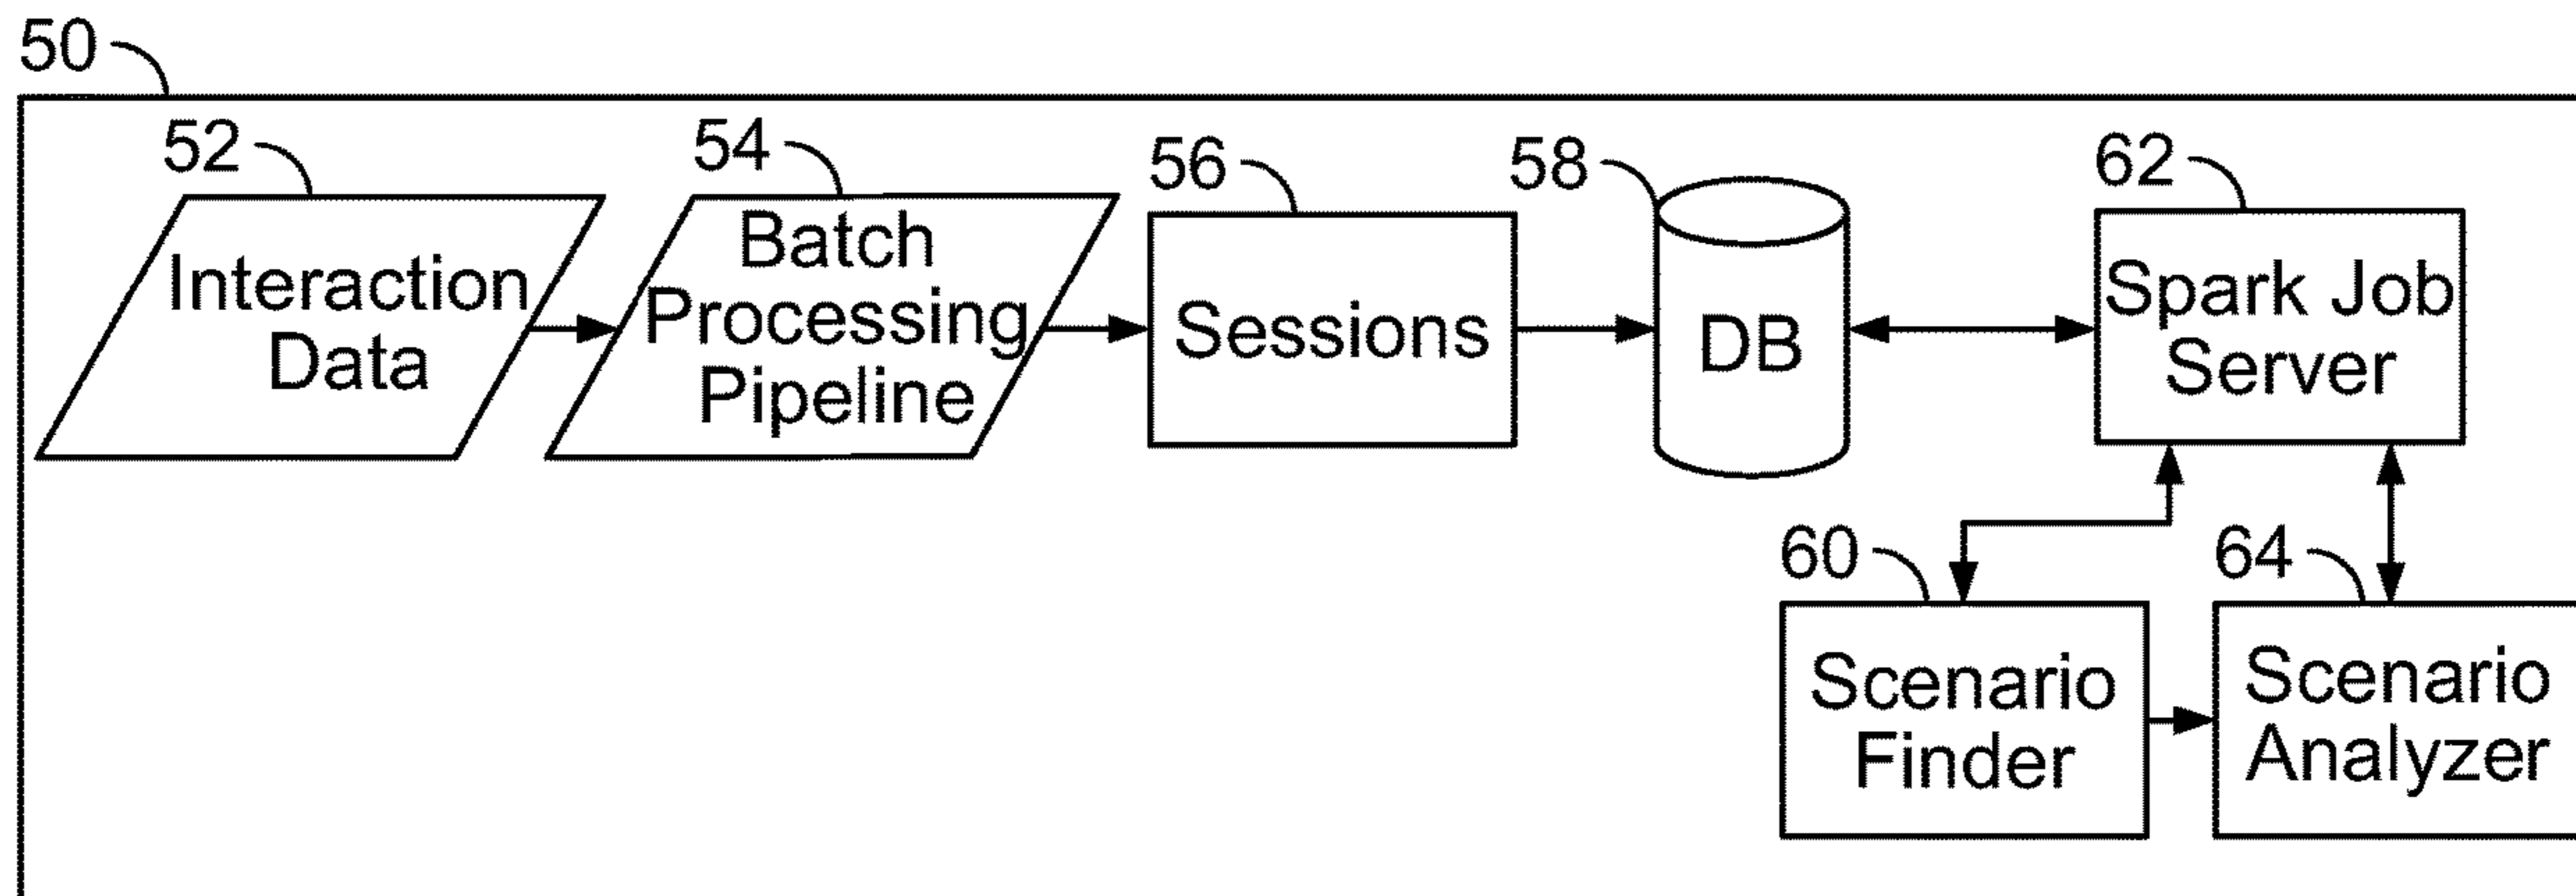 50
52
54
56
58
62
Interaction
Data
Batch
Processing
Pipeline
Sessions
DB
Spark Job
Server
60
64
Scenario
Finder
Scenario
Analyzer